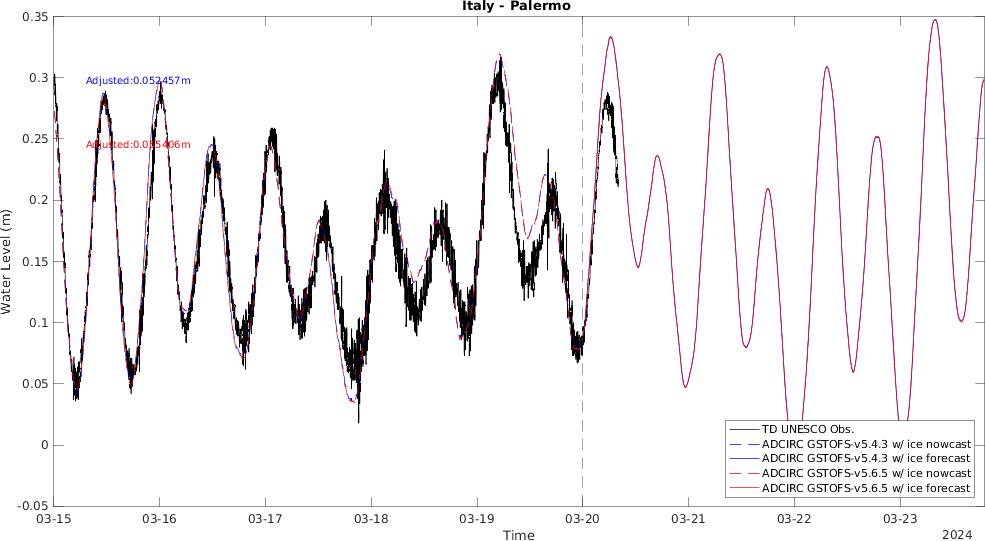 Italy - Palermo
0.35
0.3
0.25
0.2
0.15
0.1
0.05
0
-0.05
Water Level (m)
Adjusted:0.052457m
TD UNESCO Obs.
ADCIRC GSTOFS-v5.4.3 w/ ice nowcast
ADCIRC GSTOFS-v5.4.3 w/ ice forecast
ADCIRC GSTOFS-v5.6.5 w/ ice nowcast
ADCIRC GSTOFS-v5.6.5 w/ ice forecast
03-15 03-16 03-17 03-18 03-19 03-20 03-21 03-22 03-23
Time
2024